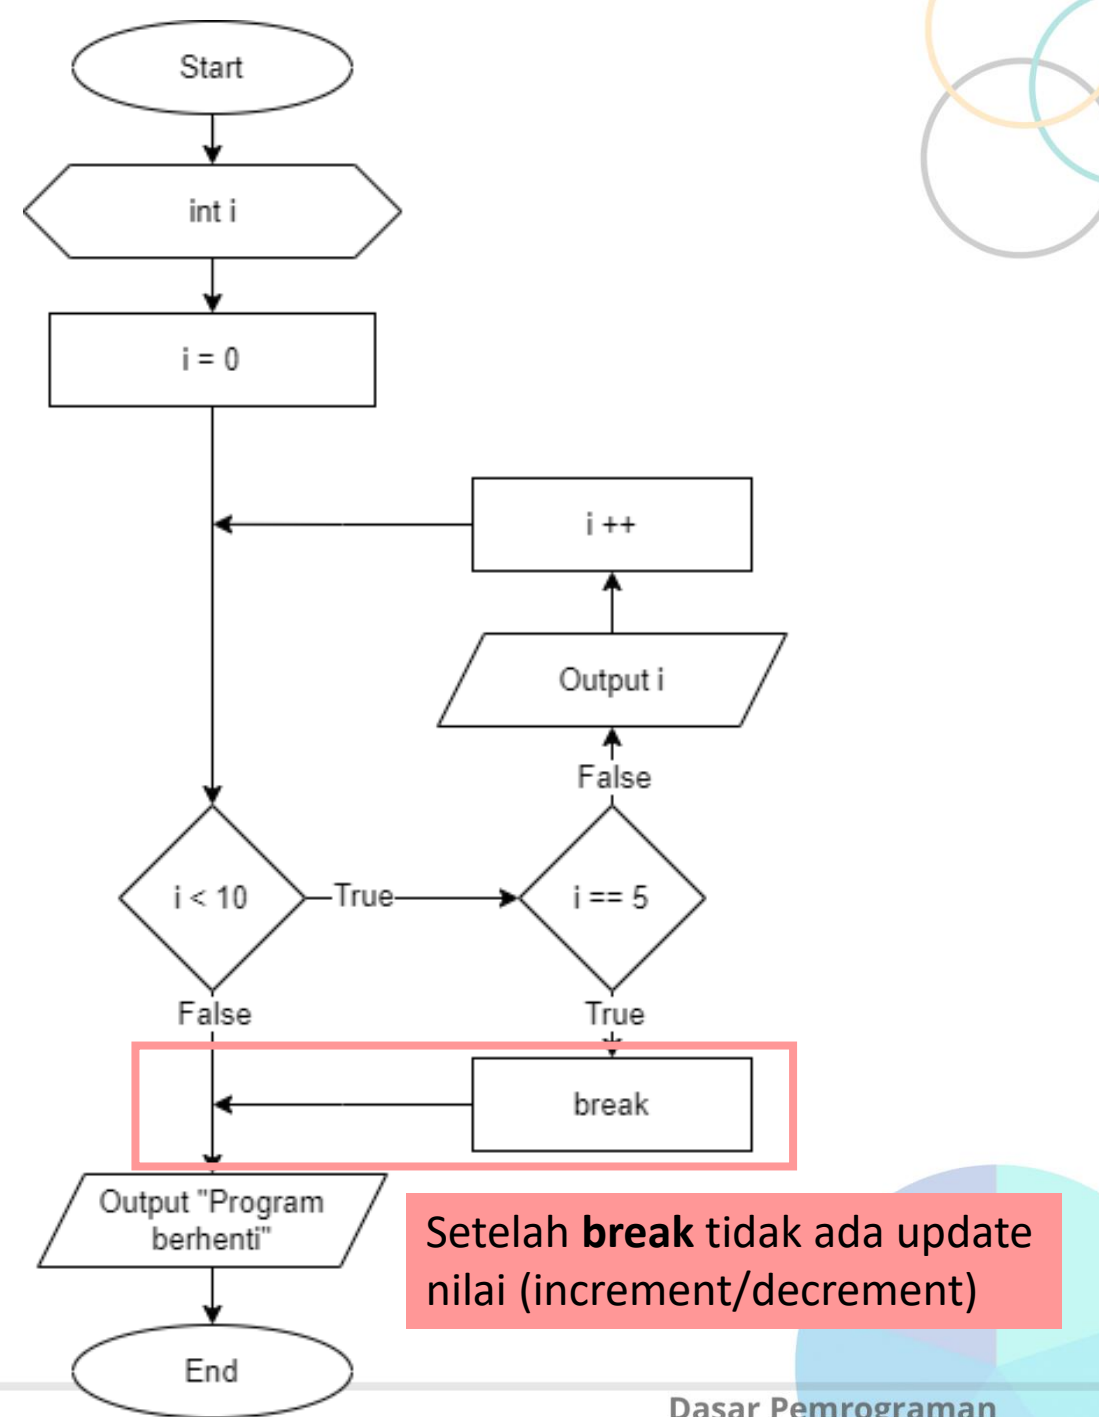 Start
int i
i = 0
i ++
Output i
False
i < 10
True
i == 5
False
True
break
Output "Program
berhenti"
Setelah break tidak ada update
nilai (increment/decrement)
End
Dasar Pemrograman